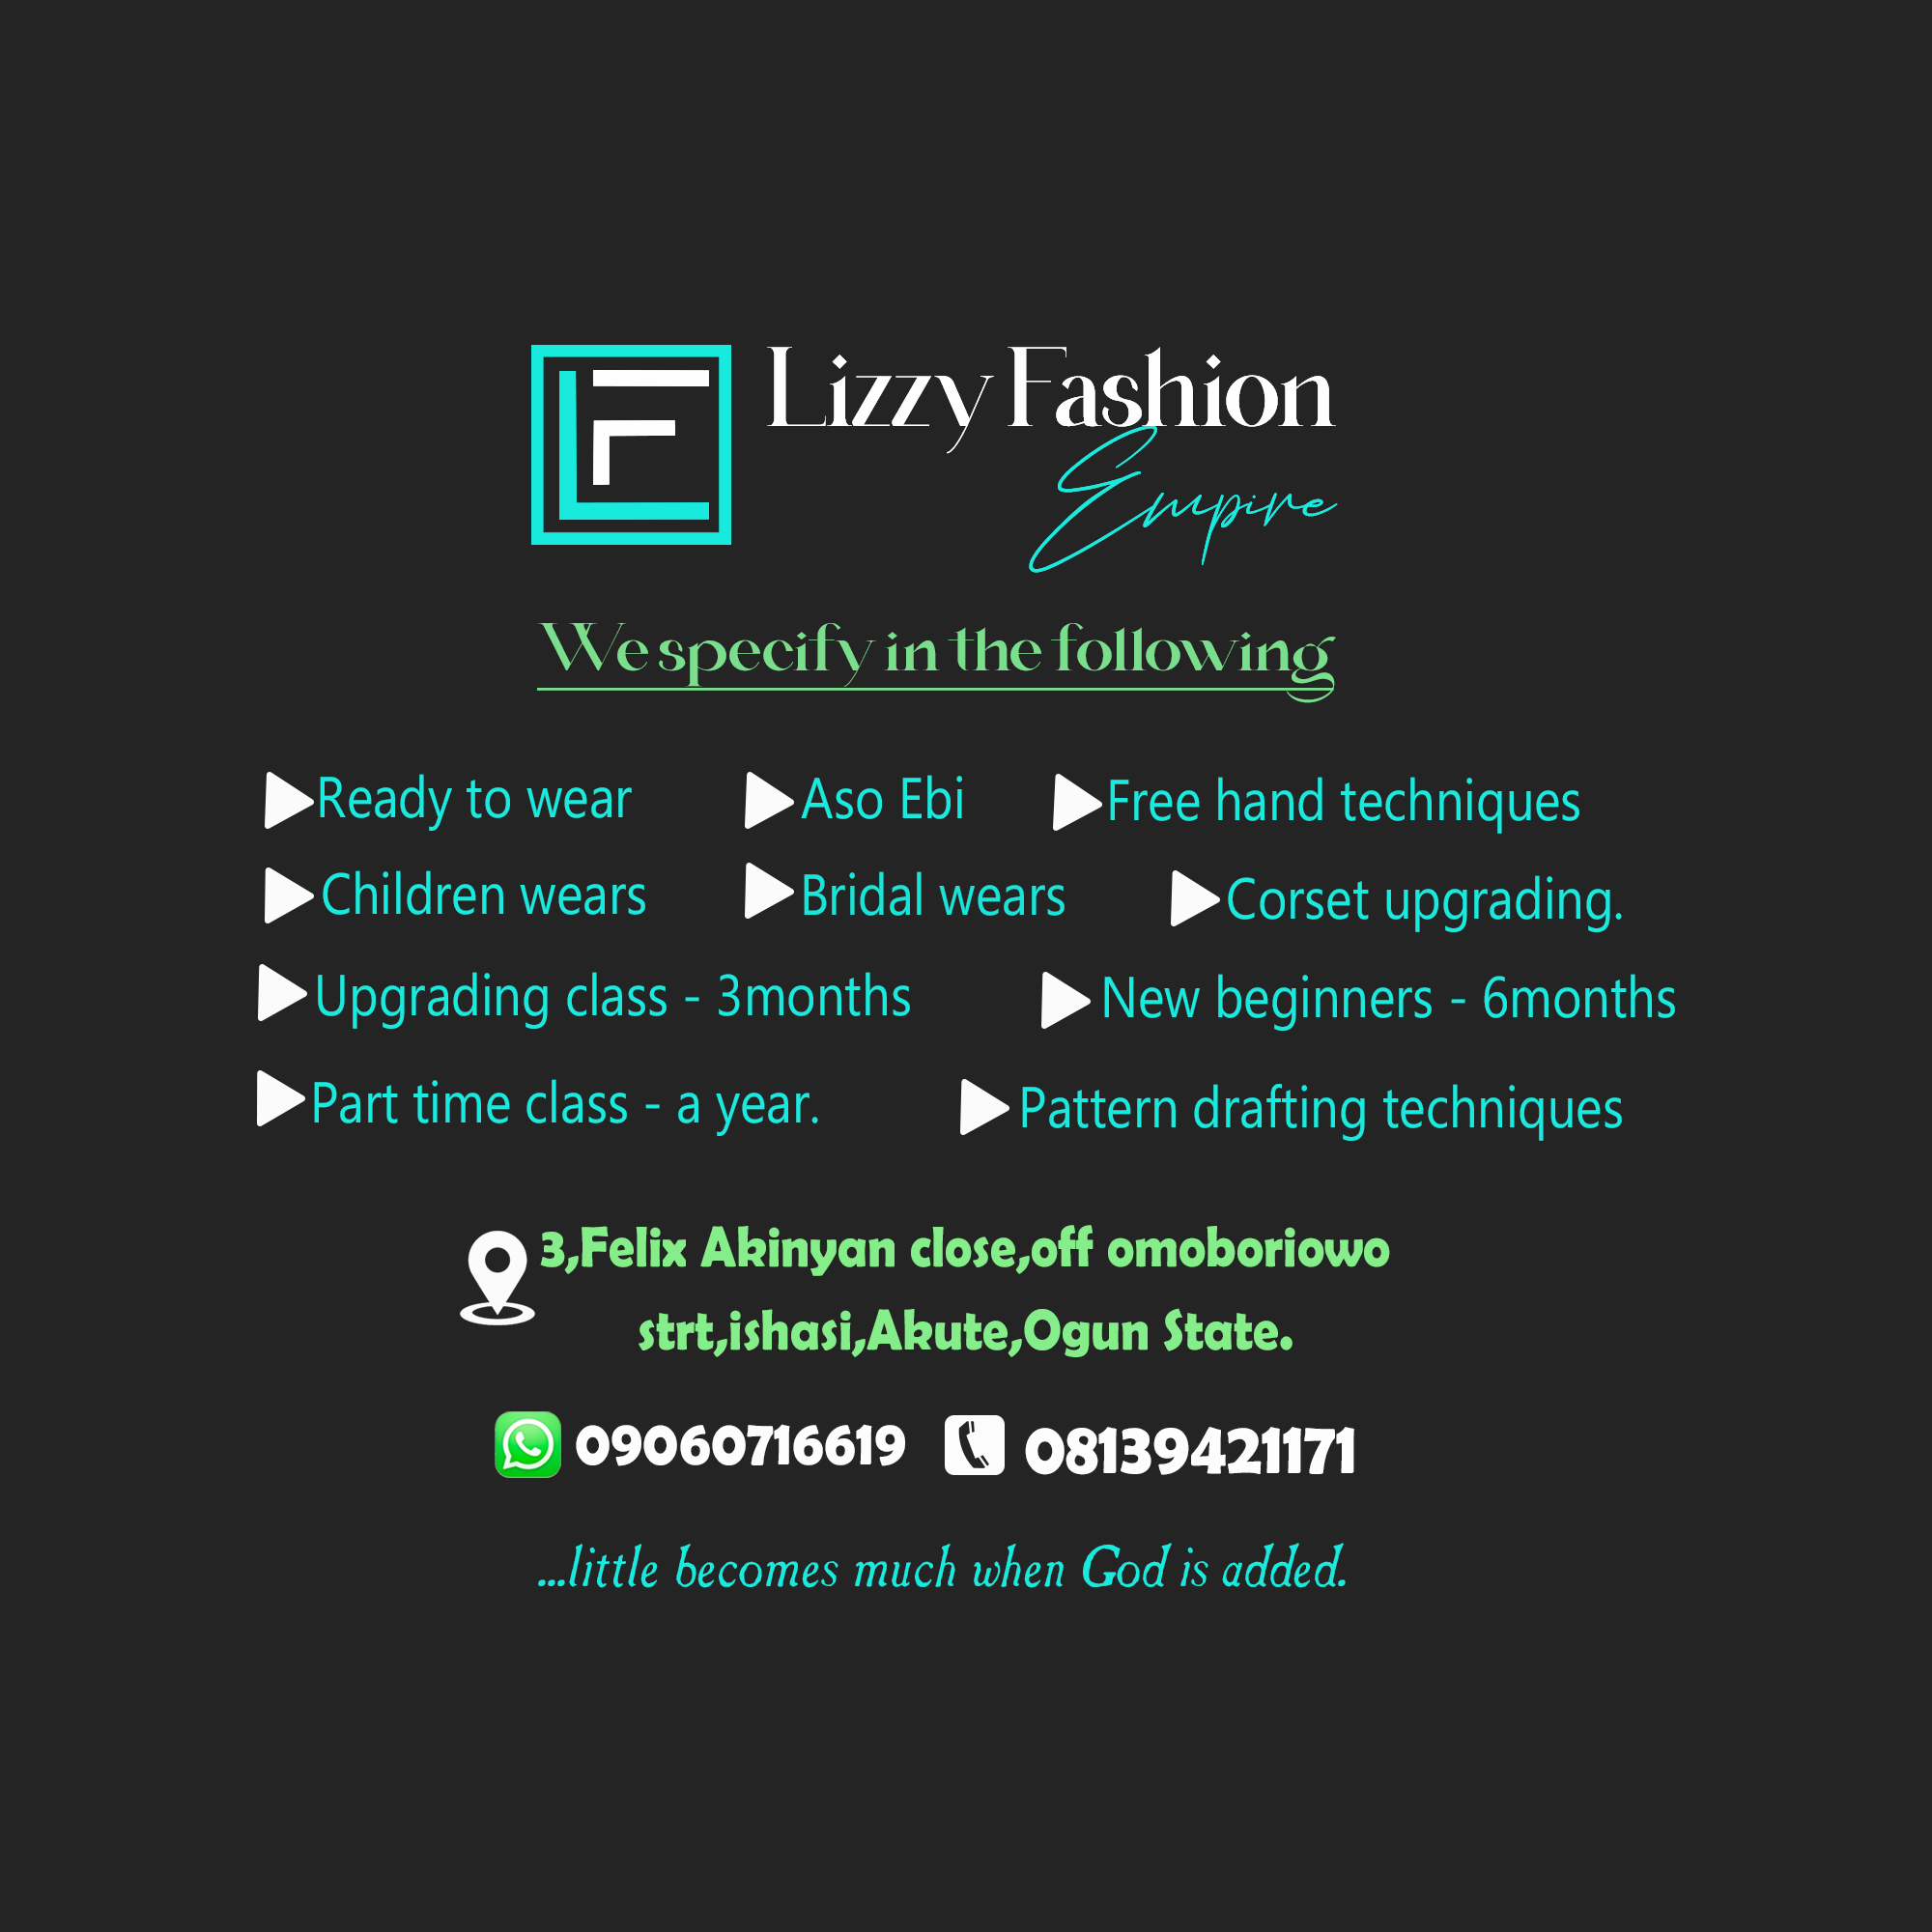 LF
Lizzy Fashion
Empire
We specify in the following
Ready to wear
Aso Ebi
Free hand techniques
Children wears
Bridal wears
Corset upgrading.
Upgrading class - 3months
New beginners - 6months
Part time class - a year.
Pattern drafting techniques
3,Felix Akinyan close,off omoboriowo
strt,ishasi,Akute,Ogun State.
09060716619
08139421171
...little becomes much when God is added.